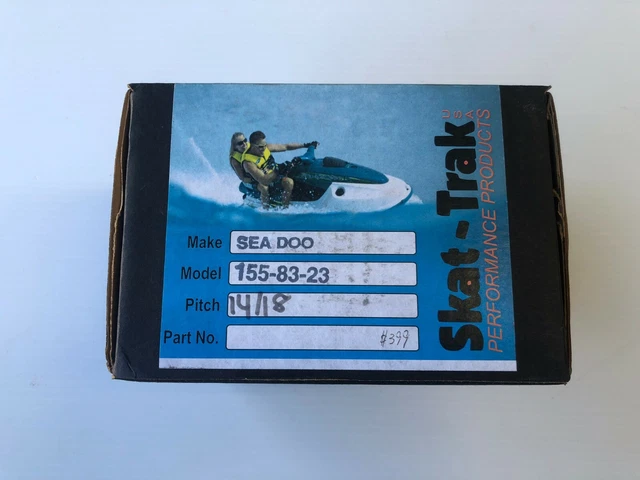 Make SEA DOO
Model 155-83-23
Pitch 14/18
Part No. #399
Skat-Trak
USA
PERFORMANCE PRODUCTS